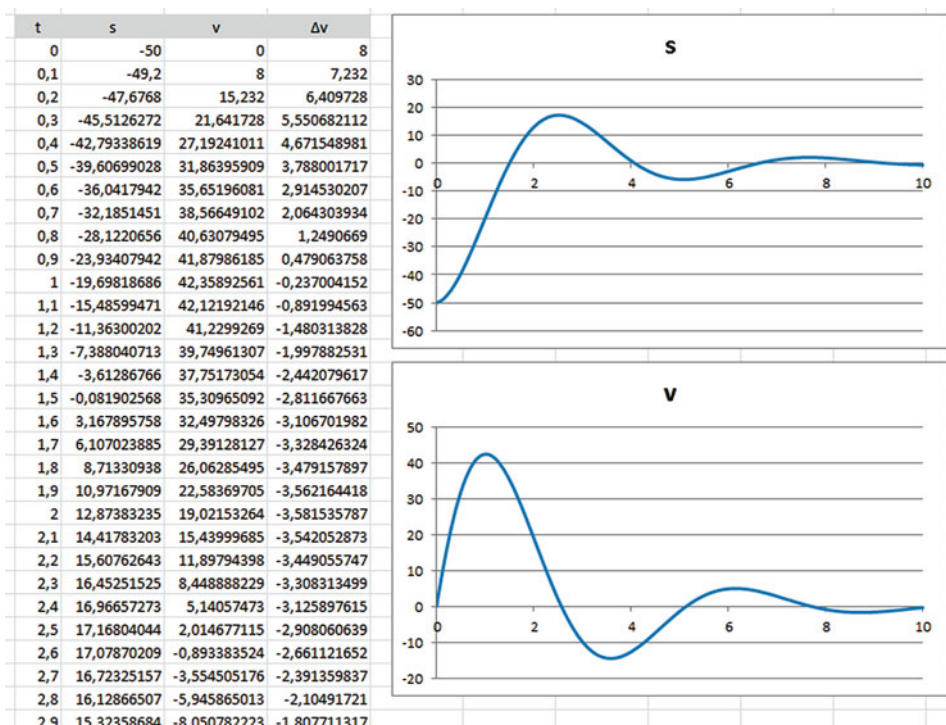 t s v Δv
0 -50 0 8
0,1 -49,2 8 7,232
0,2 -47,6768 15,232 6,409728
0,3 -45,5126272 21,641728 5,550682112
0,4 -42,79338619 27,19241011 4,671548981
0,5 -39,60699028 31,86395909 3,788001717
0,6 -36,0417942 35,65196081 2,914530207
0,7 -32,1851451 38,56649102 2,064303934
0,8 -28,1220656 40,63079495 1,2490669
0,9 -23,93407942 41,87986185 0,479063758
1 -19,69818686 42,35892561 -0,237004152
1,1 -15,48599471 42,12192146 -0,891994563
1,2 -11,36300202 41,2299269 -1,480313828
1,3 -7,388040713 39,74961307 -1,997882531
1,4 -3,61286766 37,75173054 -2,442079617
1,5 -0,081902568 35,30965092 -2,811667663
1,6 3,167895758 32,49798326 -3,106701982
1,7 6,107023885 29,39128127 -3,328426324
1,8 8,71330938 26,06285495 -3,479157897
1,9 10,97167909 22,58369705 -3,562164418
2 12,87383235 19,02153264 -3,581535787
2,1 14,41783203 15,43999685 -3,542052873
2,2 15,60762643 11,89794398 -3,449055747
2,3 16,45251525 8,448888229 -3,308313499
2,4 16,96657273 5,14057473 -3,125897615
2,5 17,16804044 2,014677115 -2,908060639
2,6 17,07870209 -0,893383524 -2,661121652
2,7 16,72325157 -3,554505176 -2,391359837
2,8 16,12866507 -5,945865013 -2,10491721
2,9 15,32358684 -8,050782223 -1,807711317
s
30
20
10
0
-10
-20
-30
-40
-50
-60
0 2 4 6 8 10
v
50
40
30
20
10
0
-10
-20
0 2 4 6 8 10